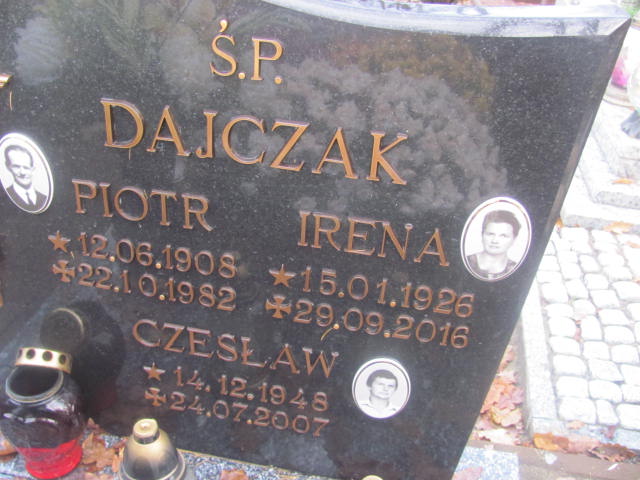 Ś.P.
DAJCZAK
PIOTR
12.06.1908
22.10.1982
IRENA
15.01.1926
29.09.2016
CZESŁAW
14.12.1948
24.07.2007